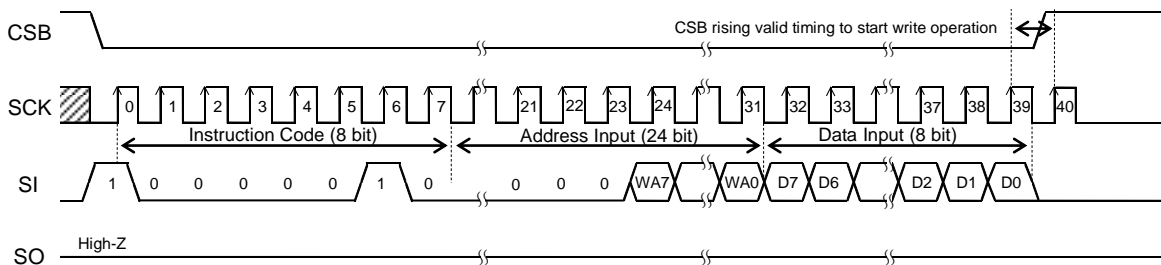 CSB
CSB rising valid timing to start write operation
SCK 0 1 2 3 4 5 6 7 21 22 23 24 31 32 33 37 38 39 40
Instruction Code (8 bit) Address Input (24 bit) Data Input (8 bit)
SI 1 0 0 0 0 0 1 0 0 0 0 WA7 WA0 D7 D6 D2 D1 D0
High-Z
SO